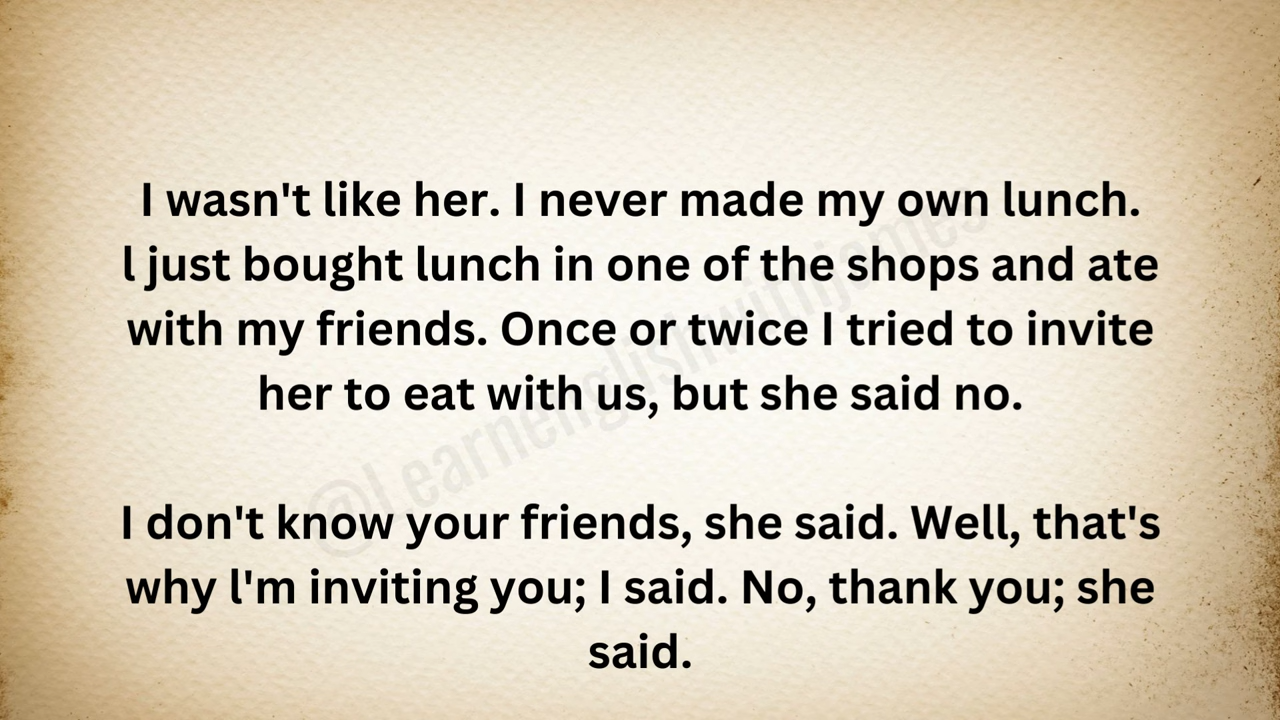 I wasn't like her. I never made my own lunch.
l just bought lunch in one of the shops and ate
with my friends. Once or twice I tried to invite
her to eat with us, but she said no.
I don't know your friends, she said. Well, that's
why l'm inviting you; I said. No, thank you; she
said.
@Learnenglishwithjames